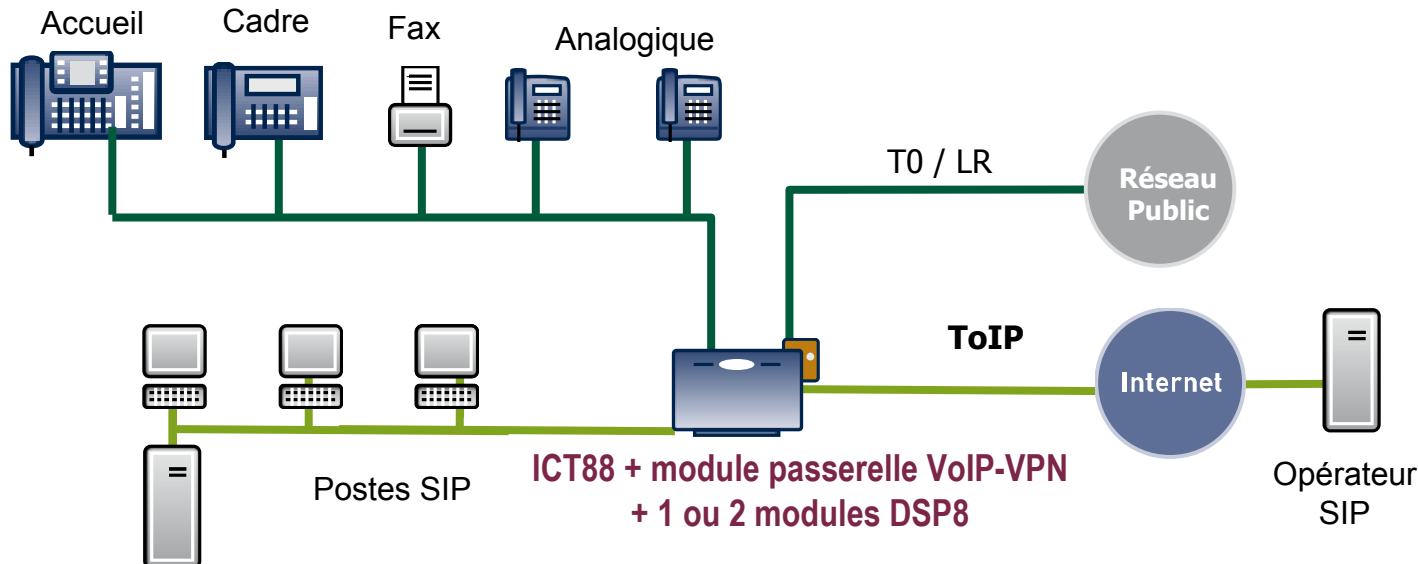 Accueil
Cadre
Fax
Analogique
T0 / LR
Réseau
Public
ToIP
Internet
Postes SIP
ICT88 + module passerelle VoIP-VPN
+ 1 ou 2 modules DSP8
Opérateur
SIP